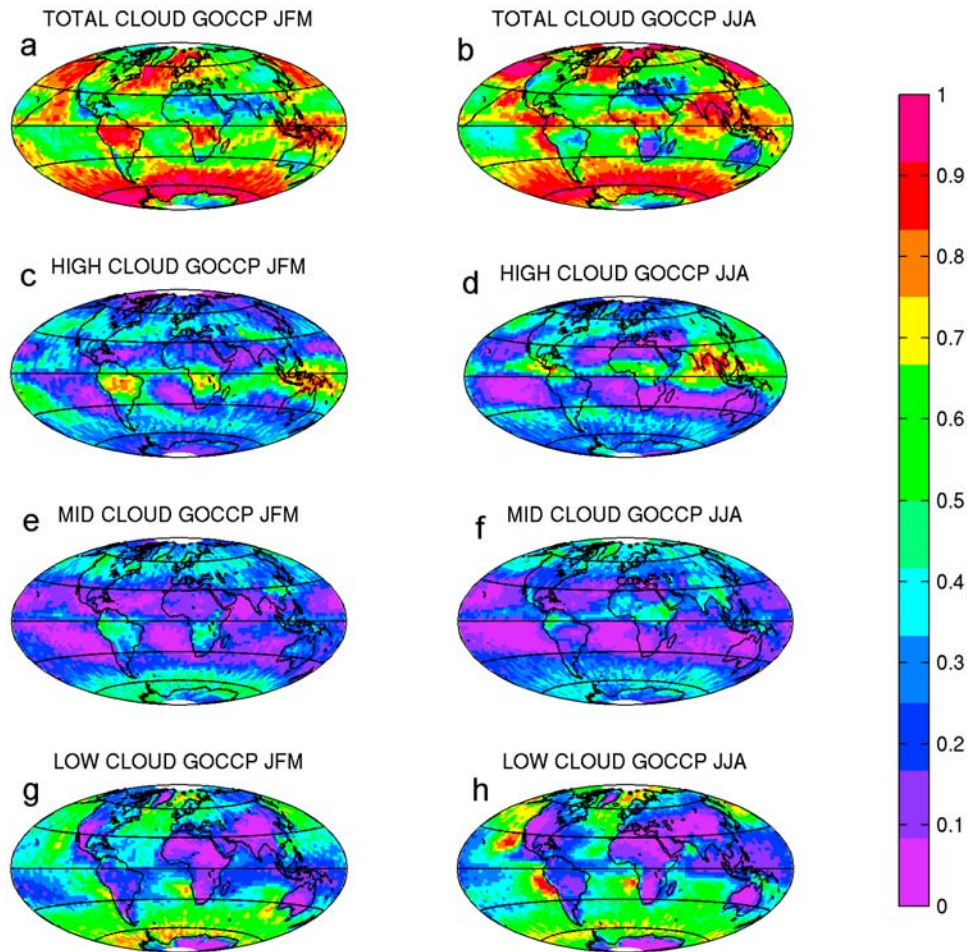 TOTAL CLOUD GOCCP JFM
a
TOTAL CLOUD GOCCP JJA
b
HIGH CLOUD GOCCP JFM
c
HIGH CLOUD GOCCP JJA
d
MID CLOUD GOCCP JFM
e
MID CLOUD GOCCP JJA
f
LOW CLOUD GOCCP JFM
g
LOW CLOUD GOCCP JJA
h
1
0.9
0.8
0.7
0.6
0.5
0.4
0.3
0.2
0.1
0